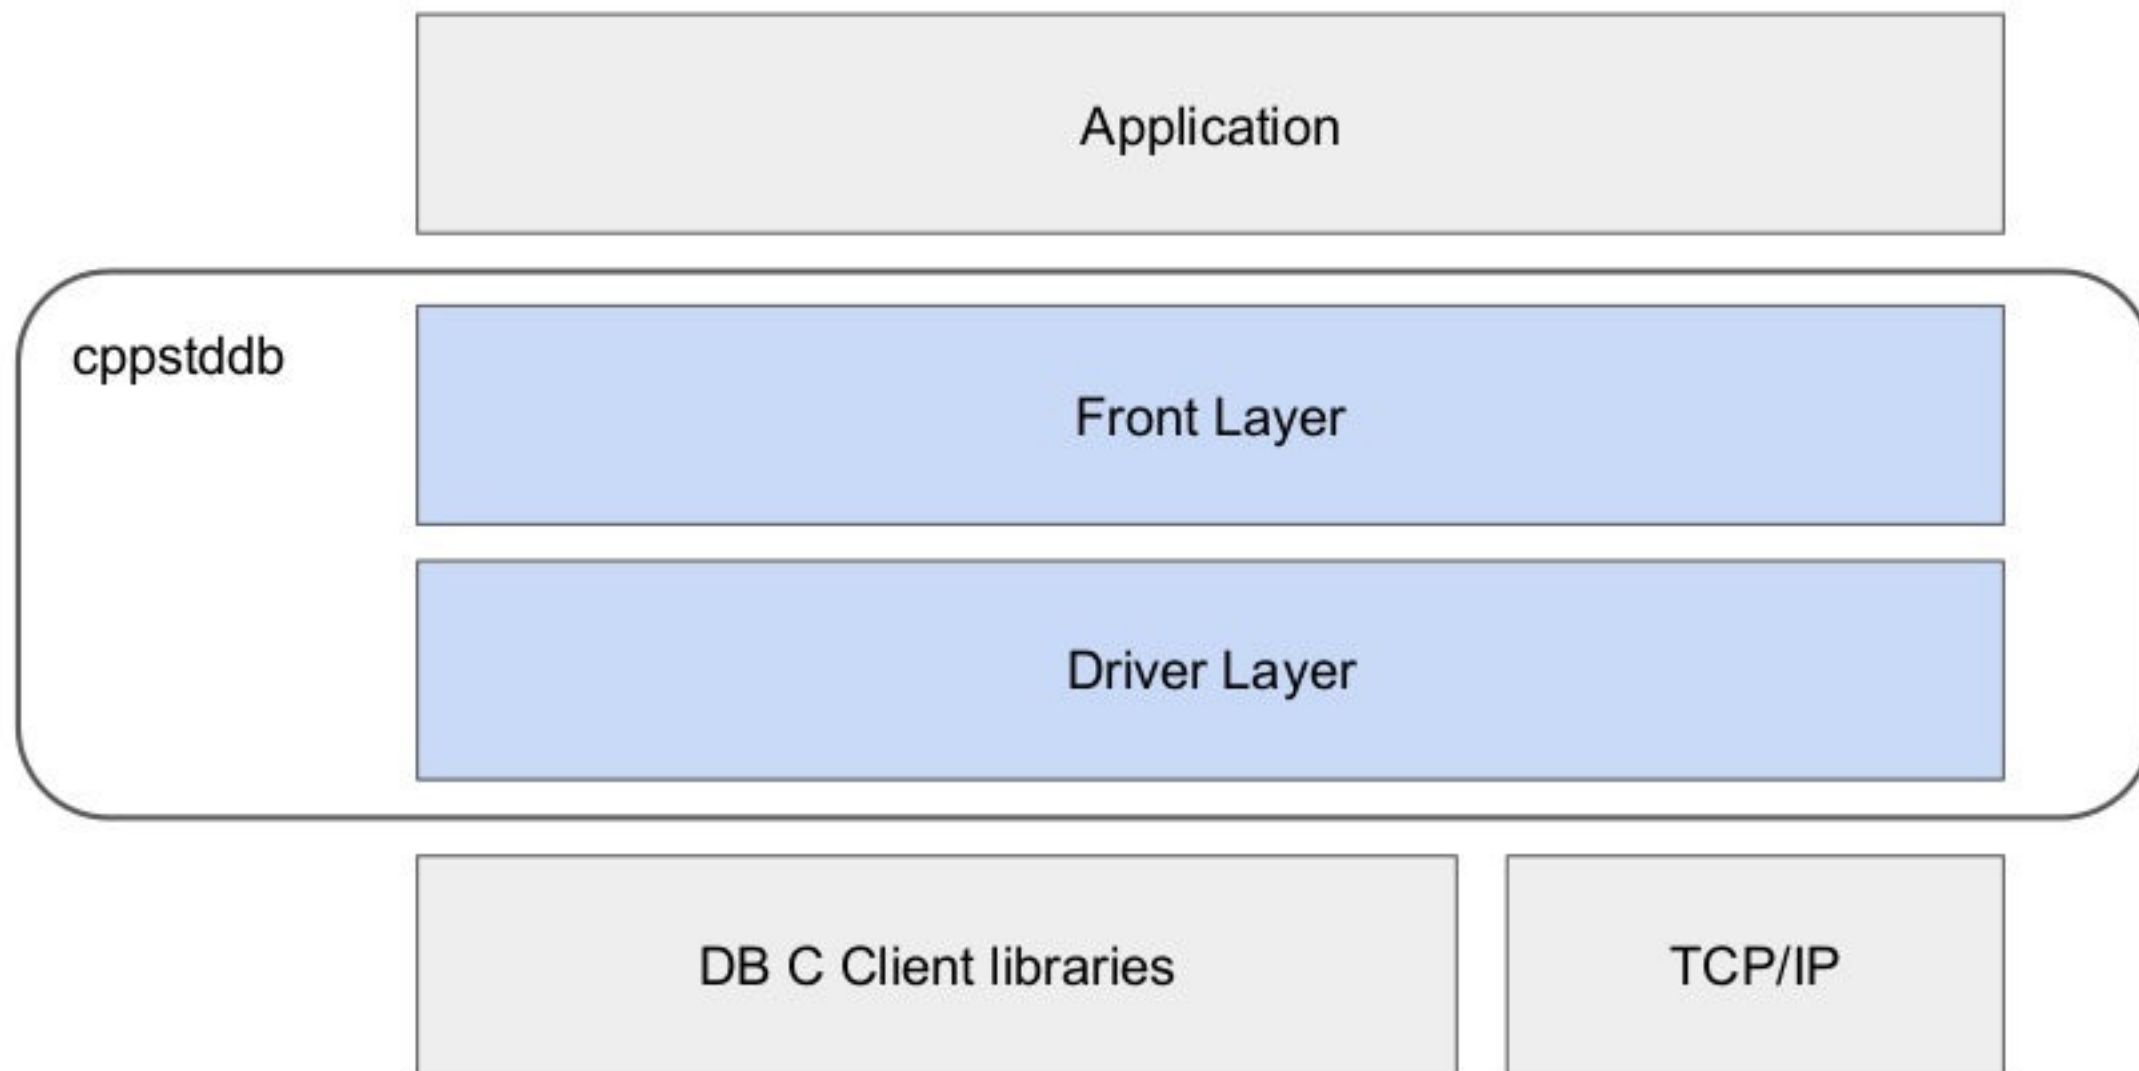 Application
cppstddb
Front Layer
Driver Layer
DB C Client libraries
TCP/IP